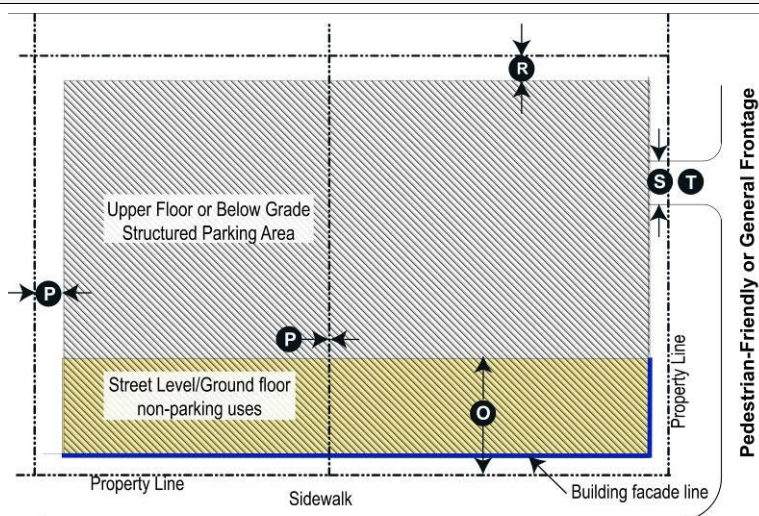 R
S T
Upper Floor or Below Grade
Structured Parking Area
P
P
Street Level/Ground floor
non-parking uses
O
Property Line
Pedestrian-Friendly or General Frontage
Property Line
Sidewalk
Building facade line